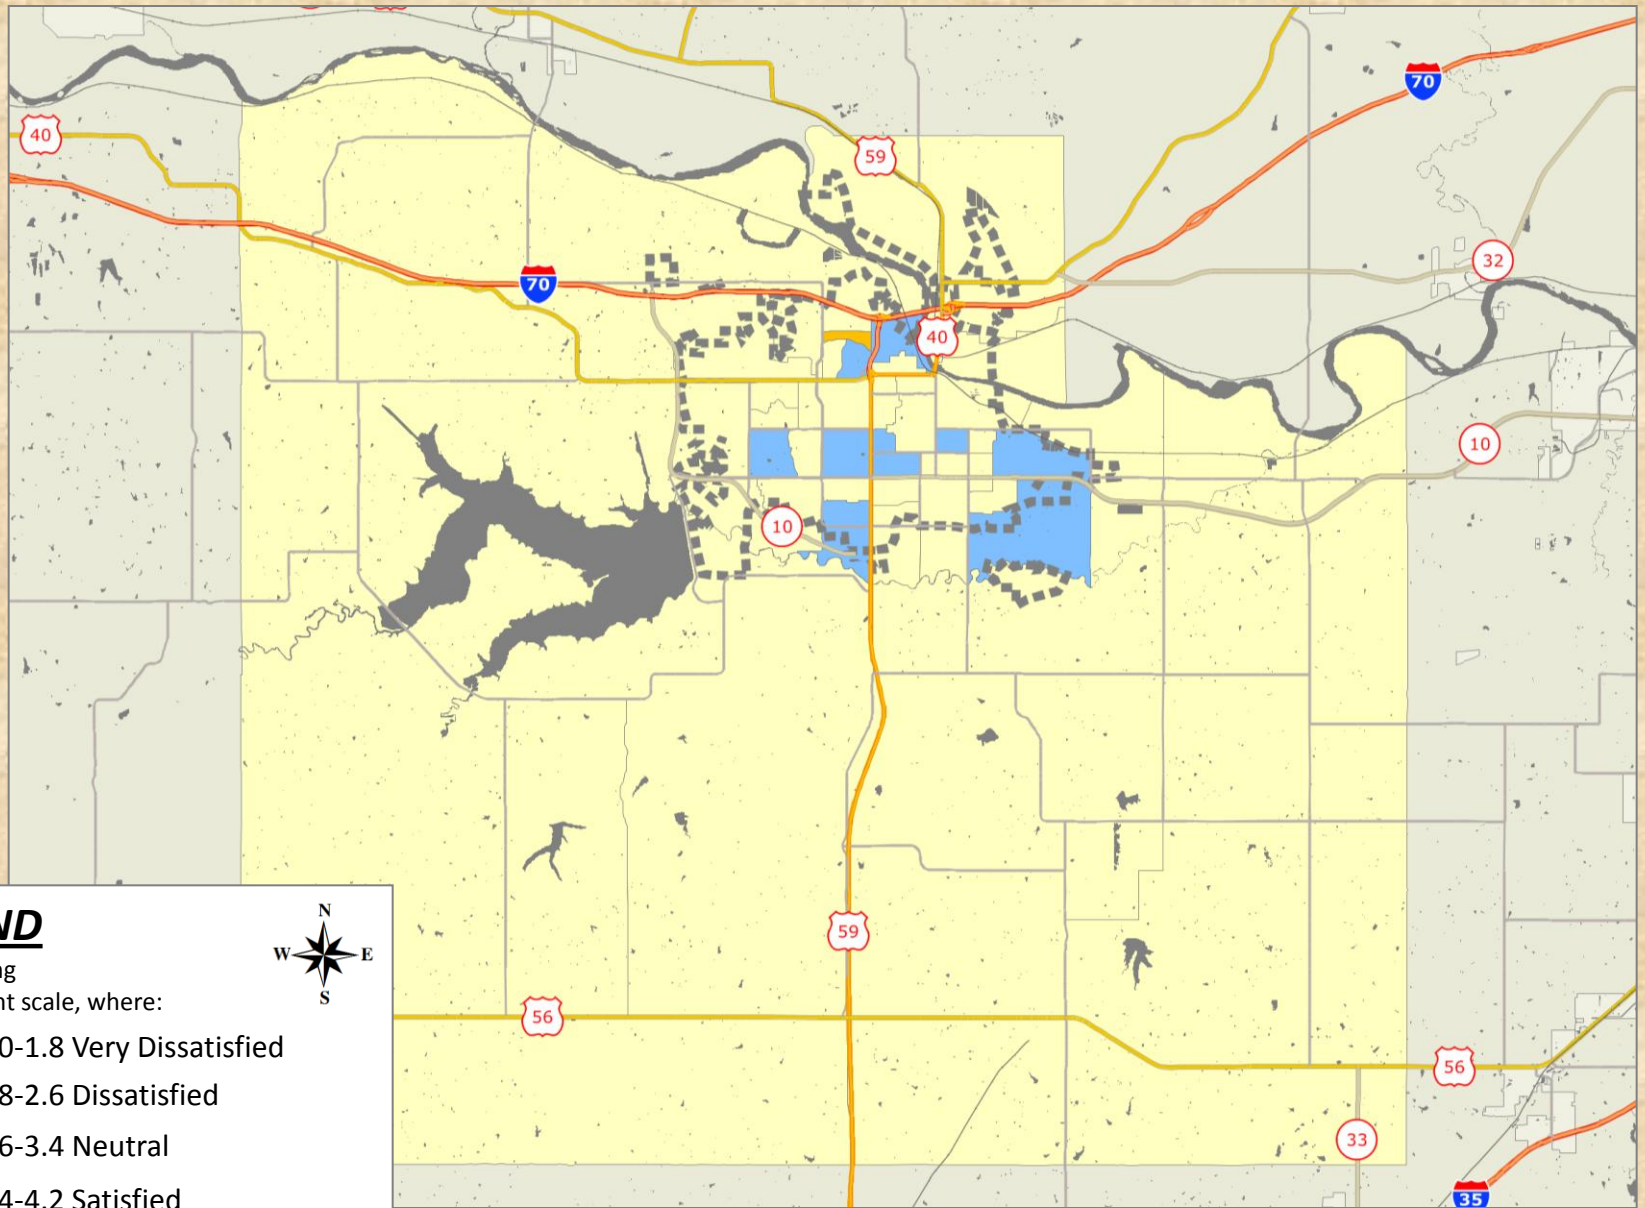 70
40
59
32
70
40
10
10
59
ND
N
W E
S
ng
nt scale, where:
0-1.8 Very Dissatisfied
8-2.6 Dissatisfied
6-3.4 Neutral
4-4.2 Satisfied
56
56
33
35